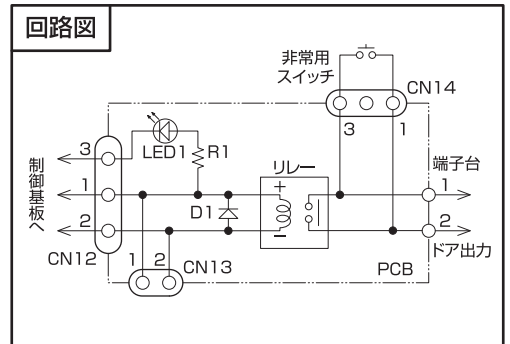 回路図
非常用
スイッチ
CN14
3
1
LED1
R1
リレー
端子台
3
1
2
制御基板へ
D1
+
−
1
2
ドア出力
CN12
1
2
CN13
PCB